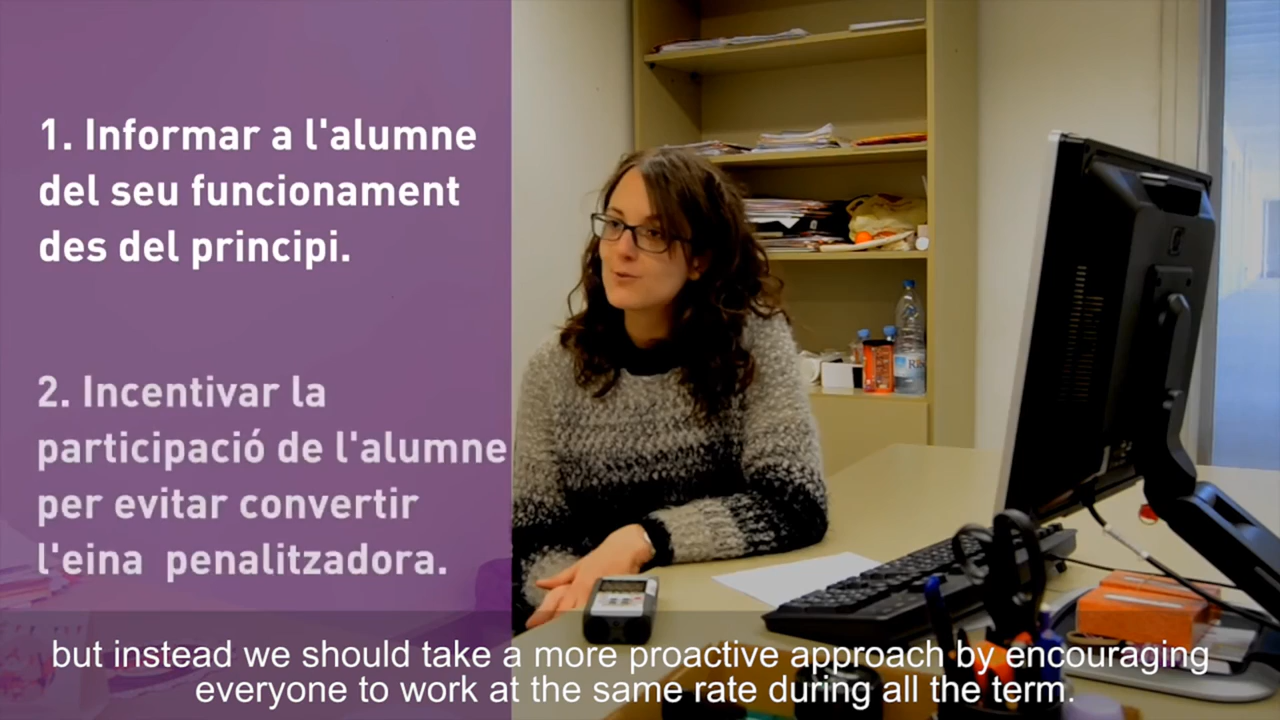 1. Informar a l'alumne
del seu funcionament
des del principi.
2. Incentivar la
participació de l'alumne
per evitar convertir
l'eina penalitzadora.
but instead we should take a more proactive approach by encouraging
everyone to work at the same rate during all the term.